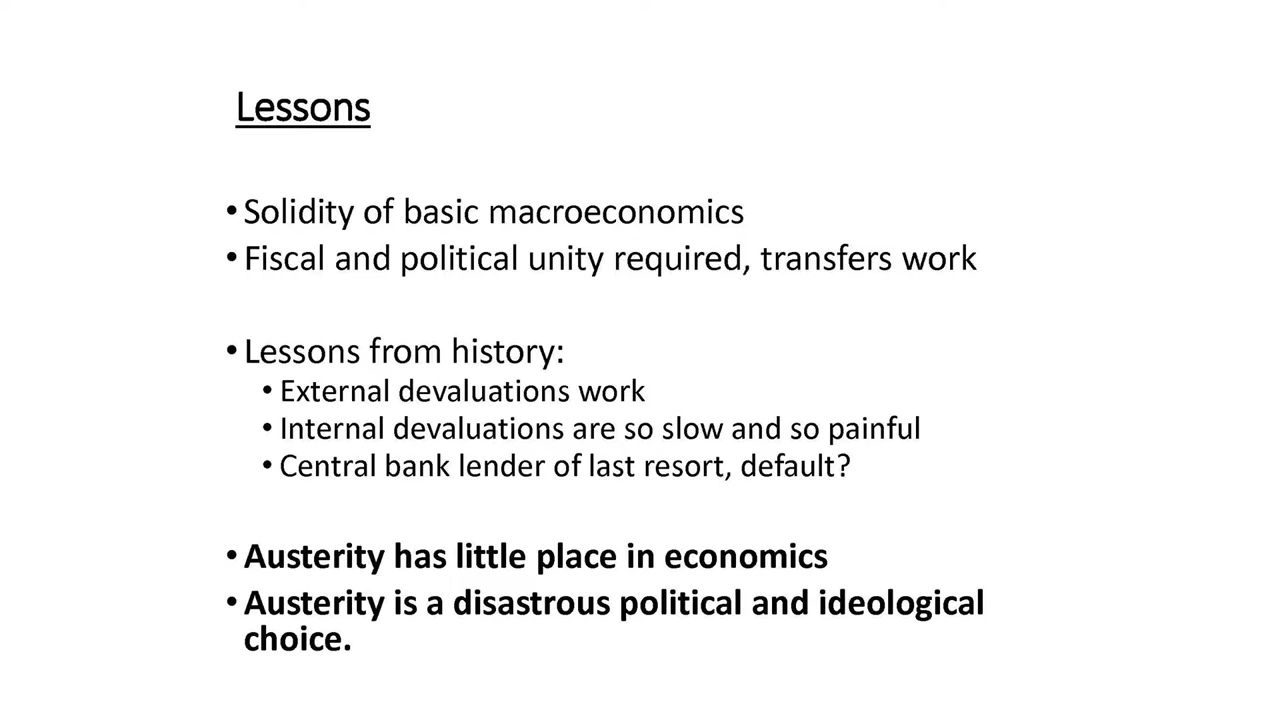 Lessons
• Solidity of basic macroeconomics
• Fiscal and political unity required, transfers work
• Lessons from history:
• External devaluations work
• Internal devaluations are so slow and so painful
• Central bank lender of last resort, default?
• Austerity has little place in economics
• Austerity is a disastrous political and ideological
choice.